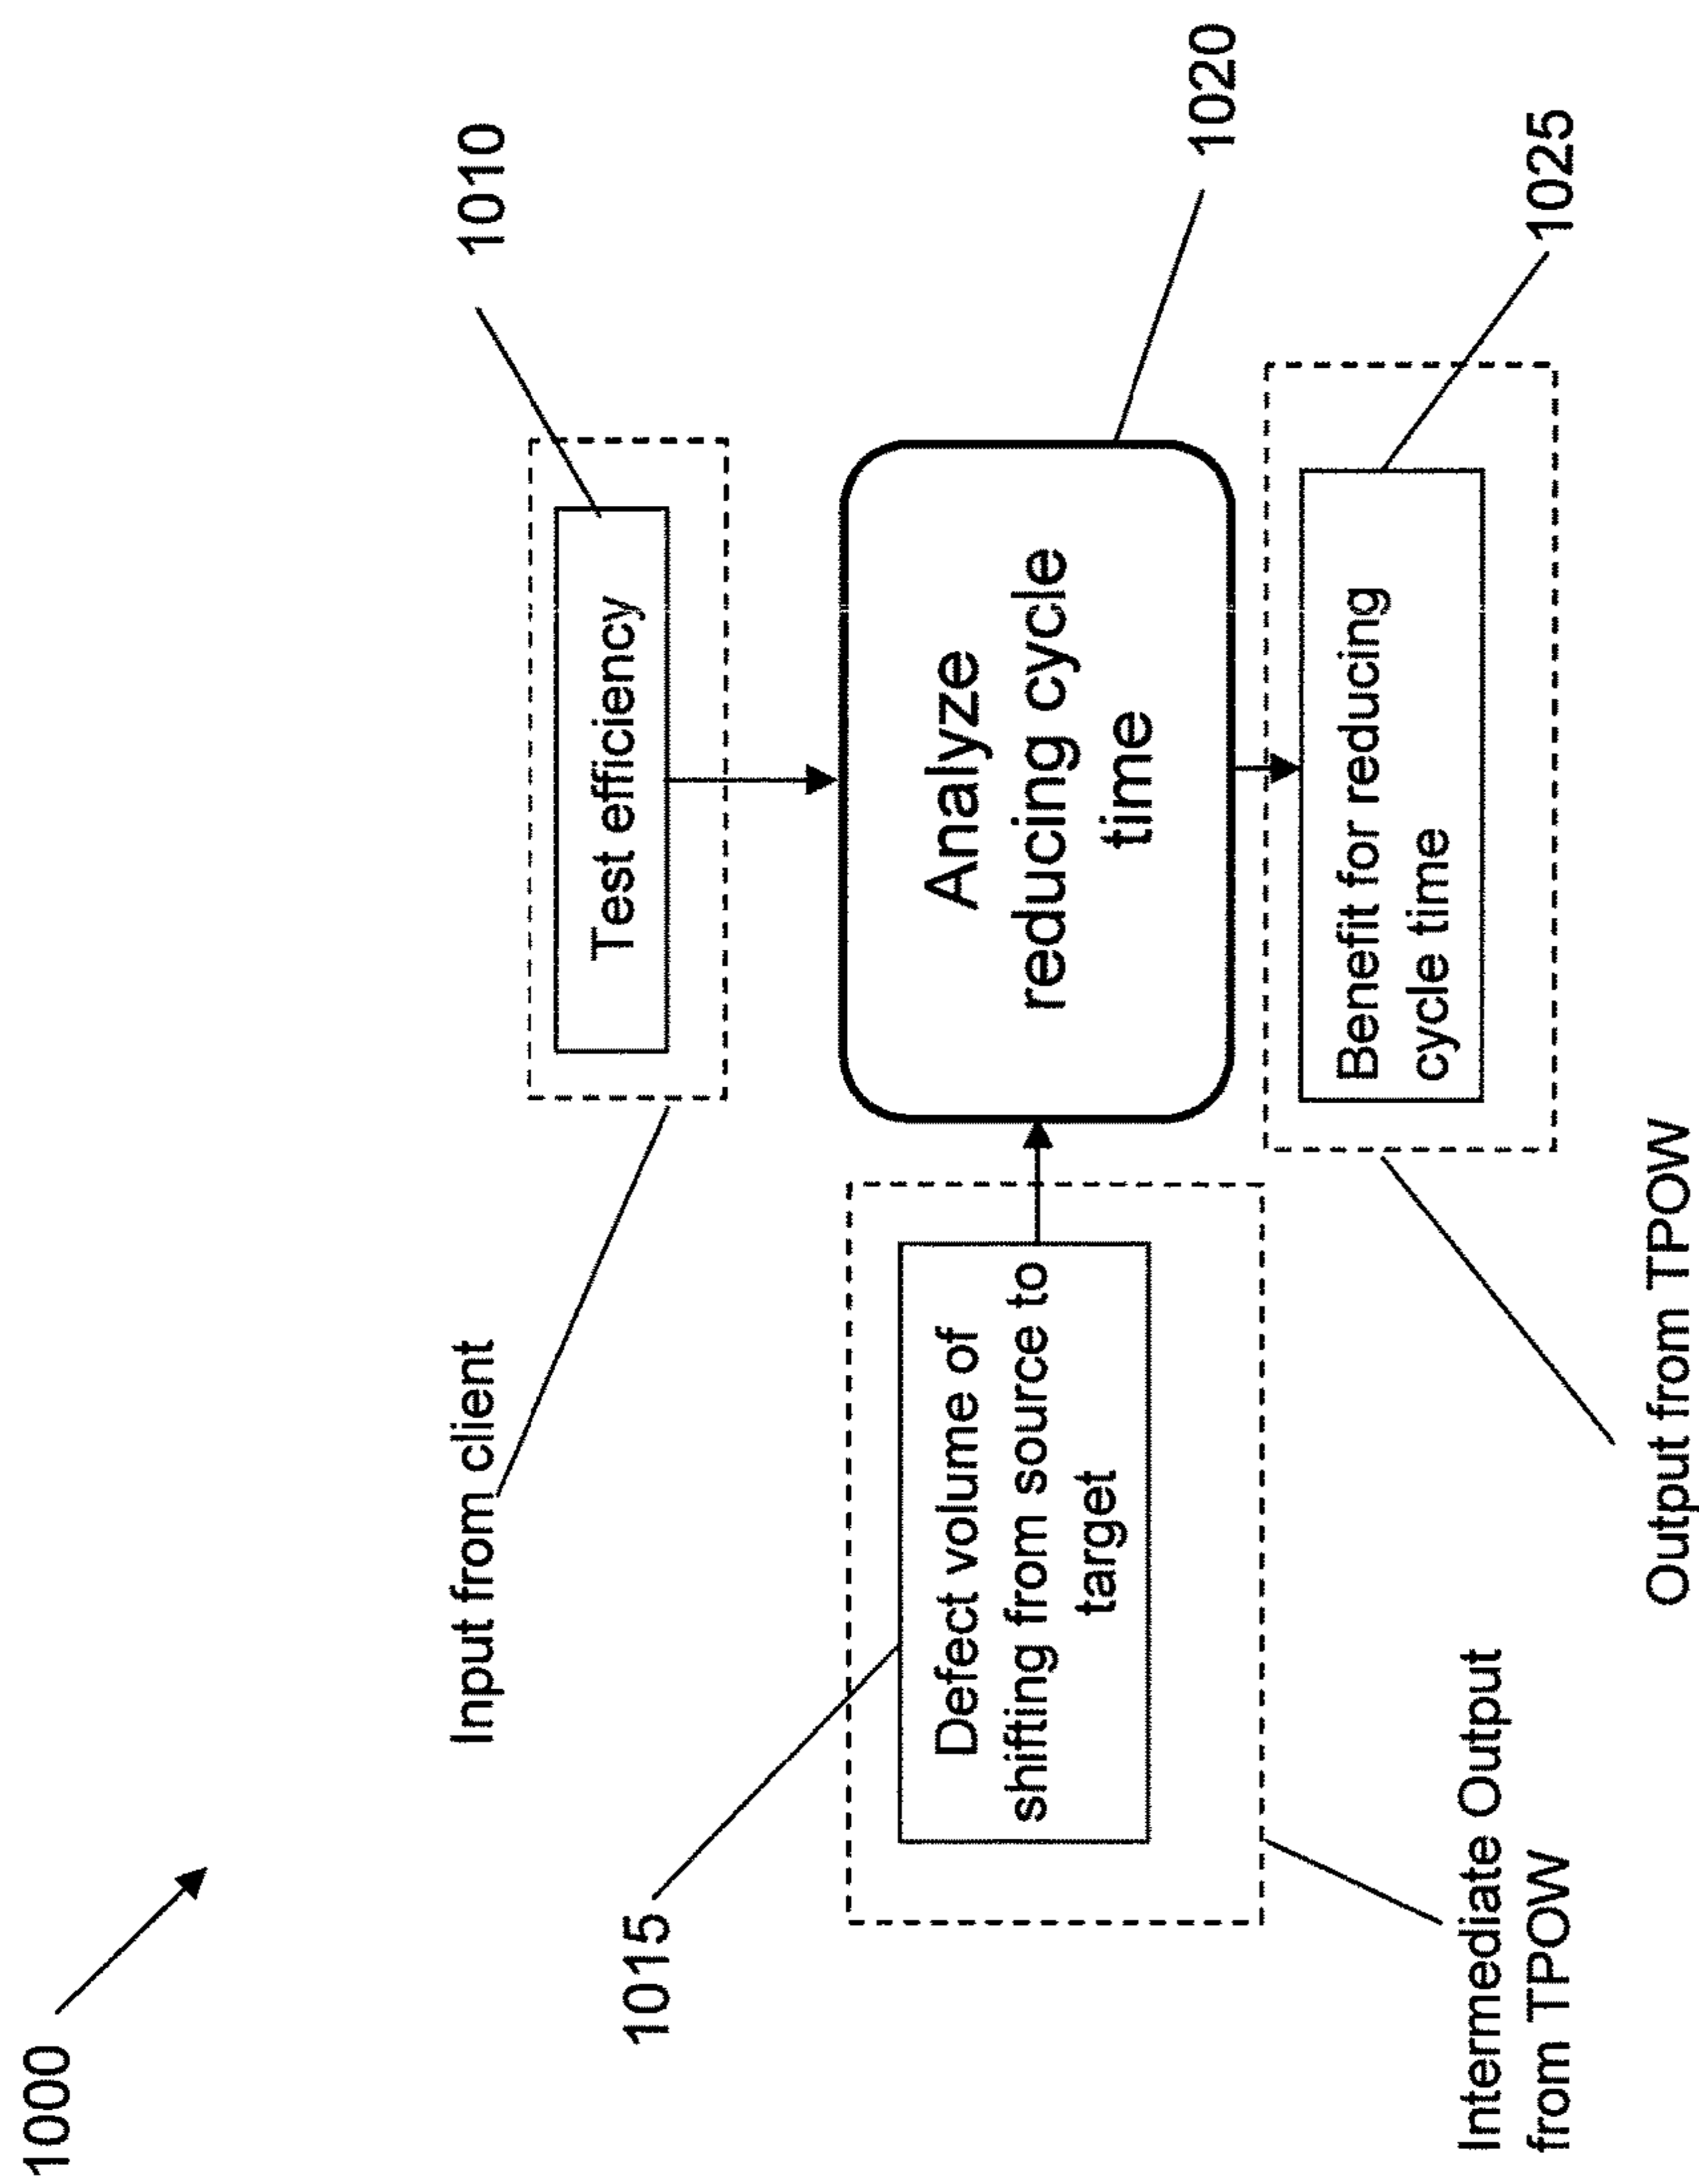 1000
Input from client
1010
Test efficiency
1015
Defect volume of
shifting from source to
target
Analyze
reducing cycle
time
1020
Benefit for reducing
cycle time
1025
Intermediate Output
from TPOW
Output from TPOW